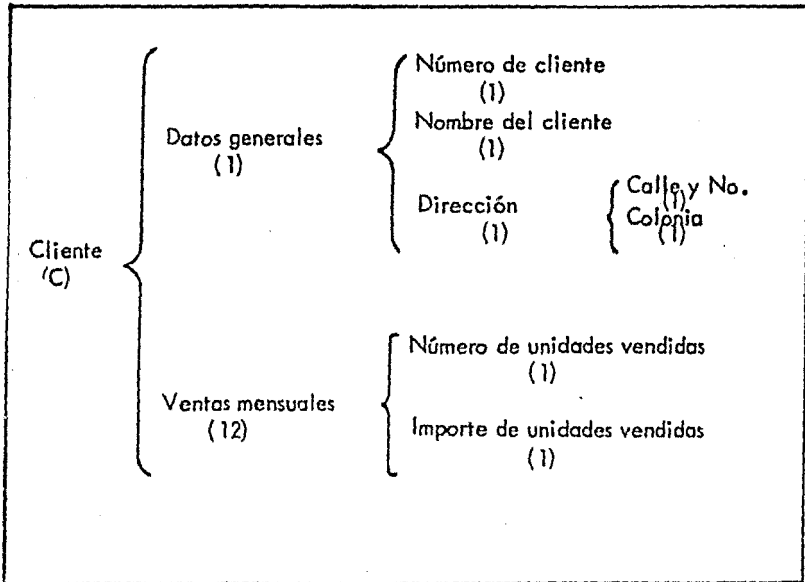 Número de cliente
(1)
Nombre del cliente
(1)
Datos generales
(1)
Dirección
(1)
Calle y No.
(1)
Colonia
(1)
Cliente
(C)
Número de unidades vendidas
(1)
Ventas mensuales
(12)
Importe de unidades vendidas
(1)